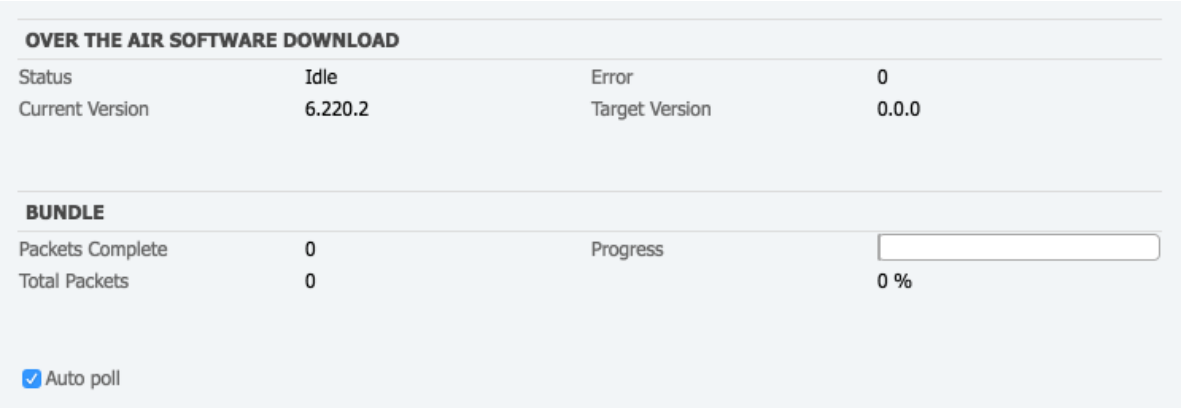 OVER THE AIR SOFTWARE DOWNLOAD
Status Idle Error 0
Current Version 6.220.2 Target Version 0.0.0
BUNDLE
Packets Complete 0 Progress
Total Packets 0 0 %
Auto poll